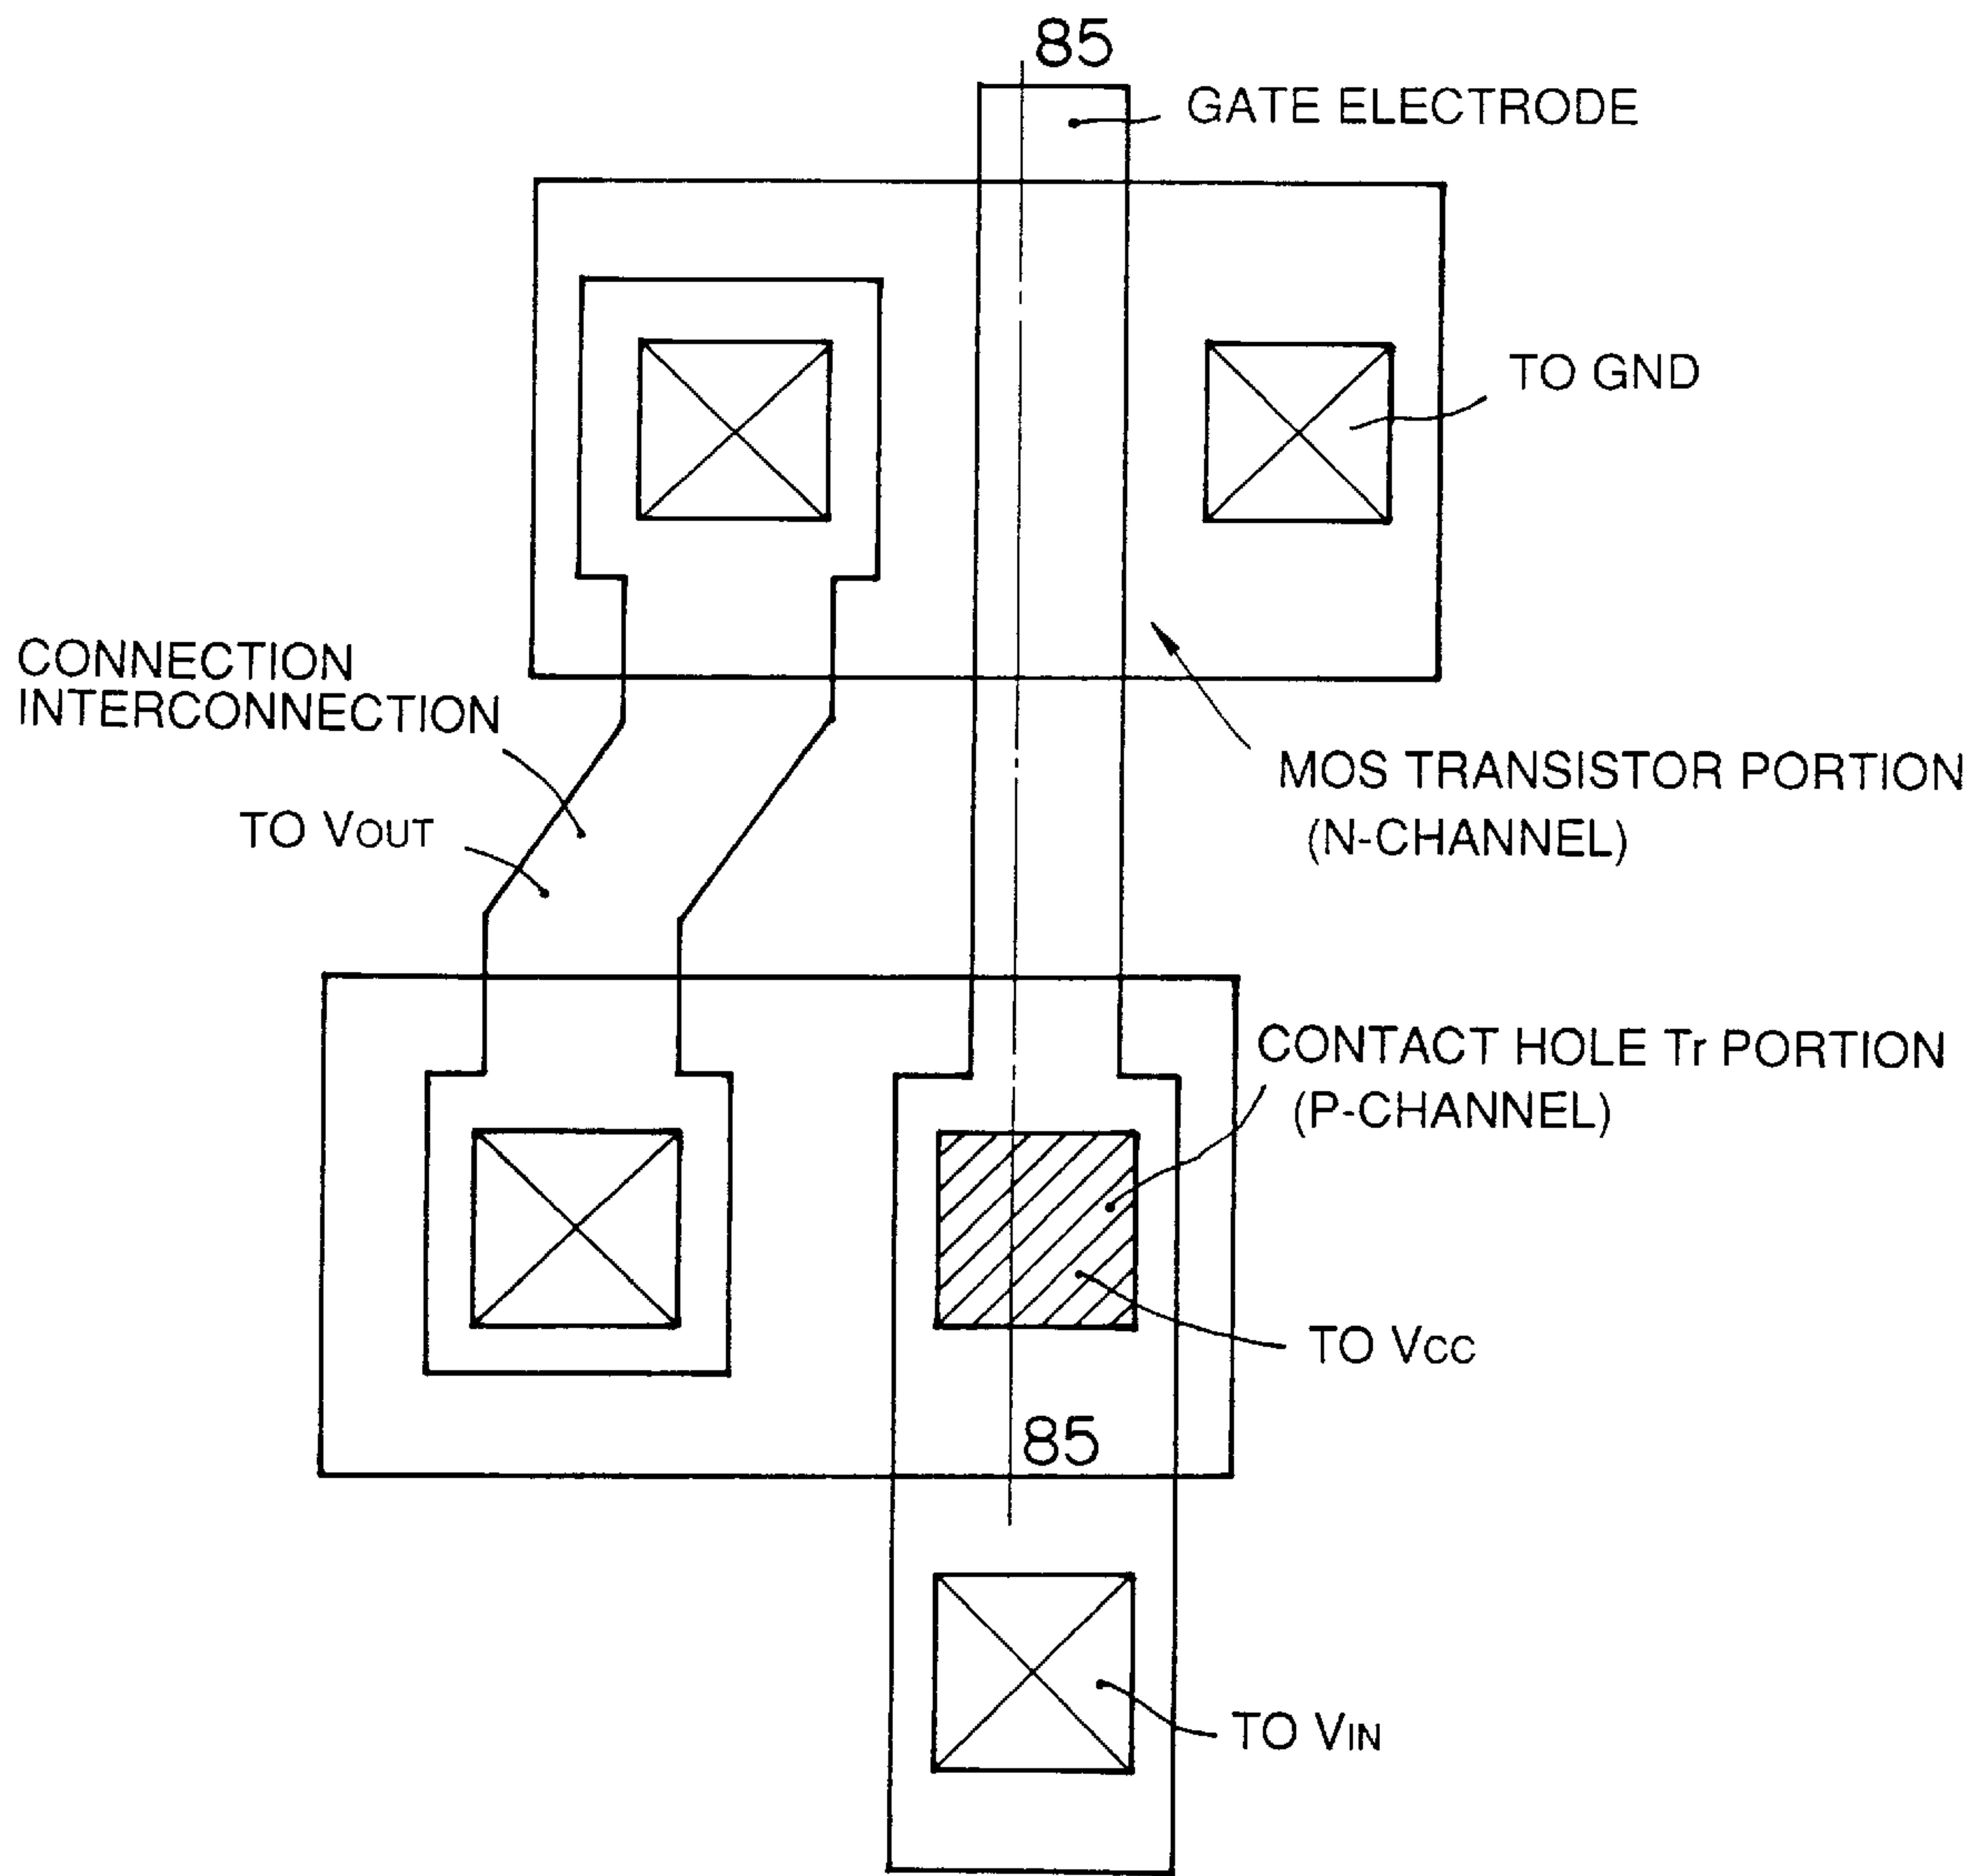 85
GATE ELECTRODE
TO GND
CONNECTION
INTERCONNECTION
MOS TRANSISTOR PORTION
(N-CHANNEL)
TO VOUT
CONTACT HOLE Tr PORTION
(P-CHANNEL)
TO VCC
85
TO VIN